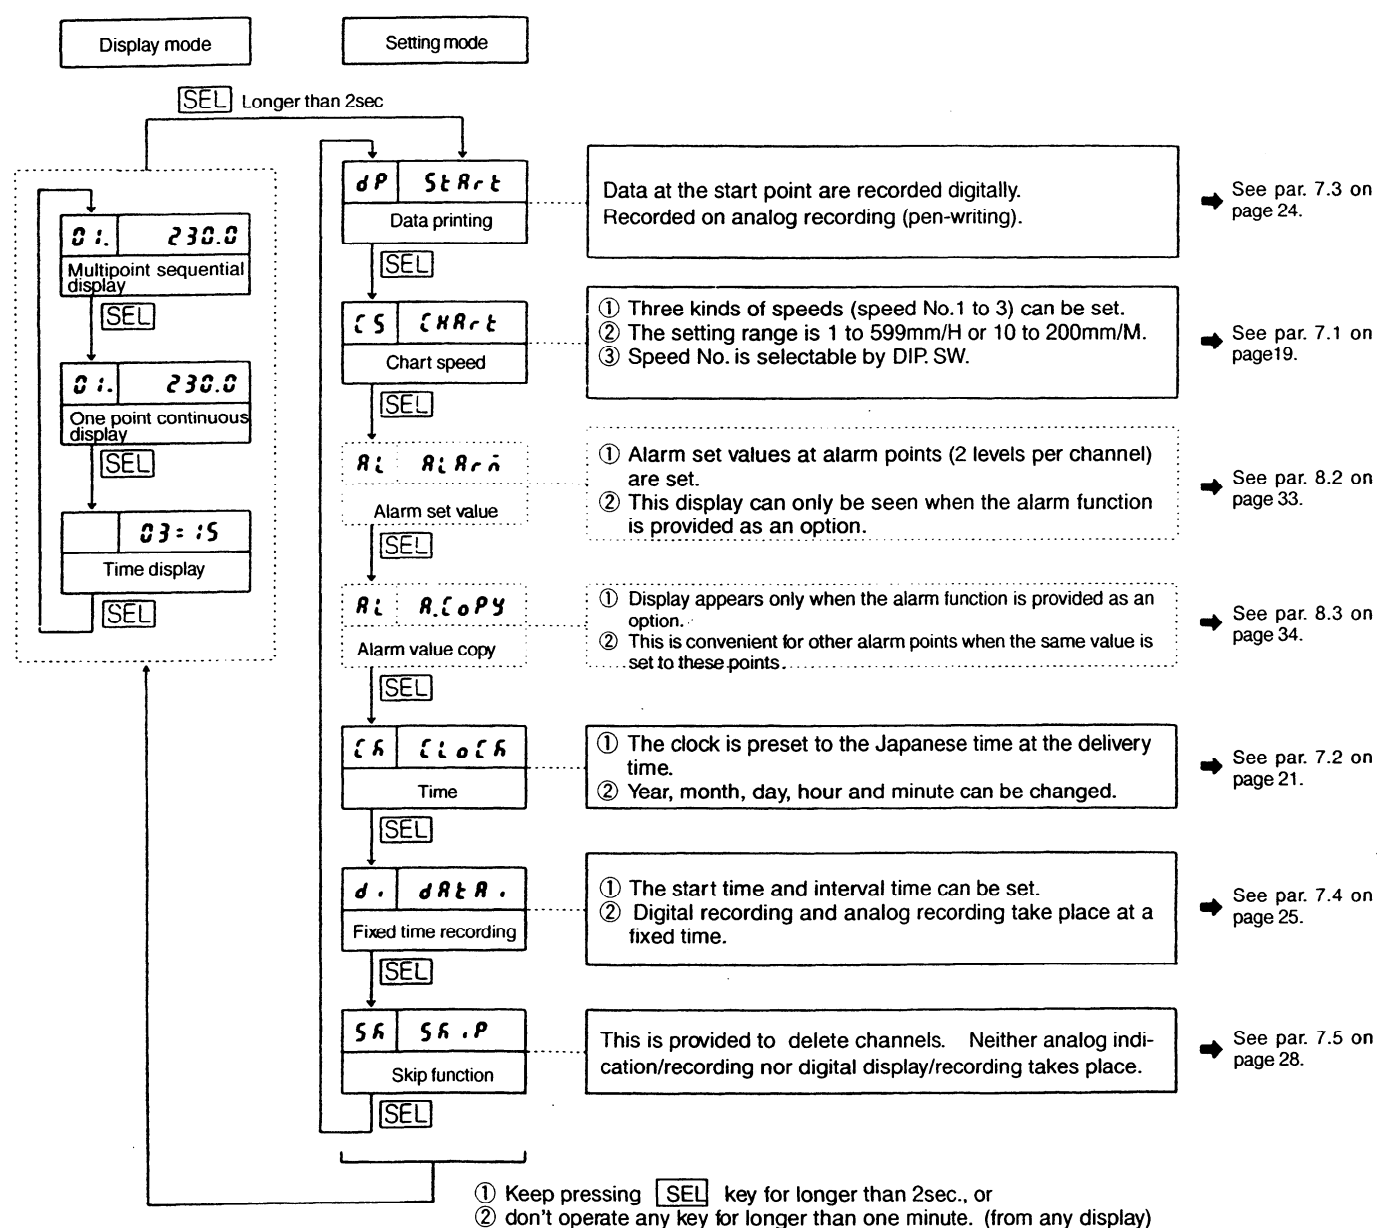 Display mode
Setting mode
SEL Longer than 2sec
01. 230.0
Multipoint sequential
display
SEL
01. 230.0
One point continuous
display
SEL
03=15
Time display
SEL
dP StARt
Data printing
SEL
Data at the start point are recorded digitally.
Recorded on analog recording (pen-writing).
See par. 7.3 on
page 24.
CS CHARt
Chart speed
SEL
① Three kinds of speeds (speed No.1 to 3) can be set.
② The setting range is 1 to 599mm/H or 10 to 200mm/M.
③ Speed No. is selectable by DIP. SW.
See par. 7.1 on
page19.
AL ALArm
Alarm set value
SEL
① Alarm set values at alarm points (2 levels per channel)
are set.
② This display can only be seen when the alarm function
is provided as an option.
See par. 8.2 on
page 33.
AL A.CoPY
Alarm value copy
SEL
① Display appears only when the alarm function is provided as an
option.
② This is convenient for other alarm points when the same value is
set to these points.
See par. 8.3 on
page 34.
Ck CLoCk
Time
SEL
① The clock is preset to the Japanese time at the delivery
time.
② Year, month, day, hour and minute can be changed.
See par. 7.2 on
page 21.
d. dAtA.
Fixed time recording
SEL
① The start time and interval time can be set.
② Digital recording and analog recording take place at a
fixed time.
See par. 7.4 on
page 25.
Sk SkiP
Skip function
SEL
This is provided to delete channels. Neither analog indi-
cation/recording nor digital display/recording takes place.
See par. 7.5 on
page 28.
① Keep pressing SEL key for longer than 2sec., or
② don't operate any key for longer than one minute. (from any display)